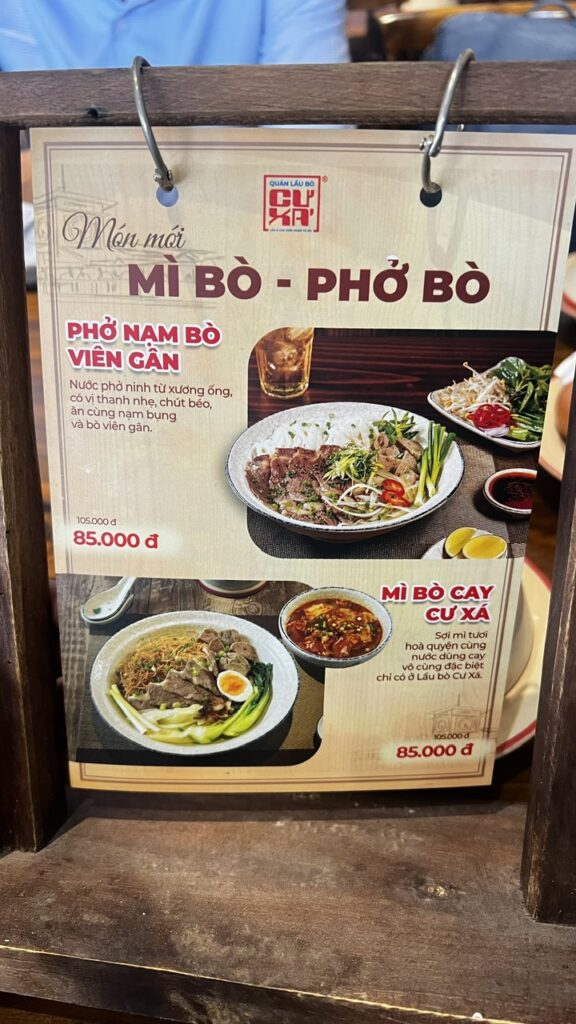 QUÁN LẨU BÒ
CƯ
XÁ
®
Món mới
MÌ BÒ - PHỞ BÒ
PHỞ NẠM BÒ
VIÊN GÂN
Nước phở ninh từ xương ống,
có vị thanh nhẹ, chút béo,
ăn cùng nạm bụng
và bò viên gân.
105.000 đ
85.000 đ
MÌ BÒ CAY
CƯ XÁ
Sợi mì tươi
hoà quyện cùng
nước dùng cay
vô cùng đặc biệt
chỉ có ở Lẩu bò Cư Xá.
105.000 đ
85.000 đ